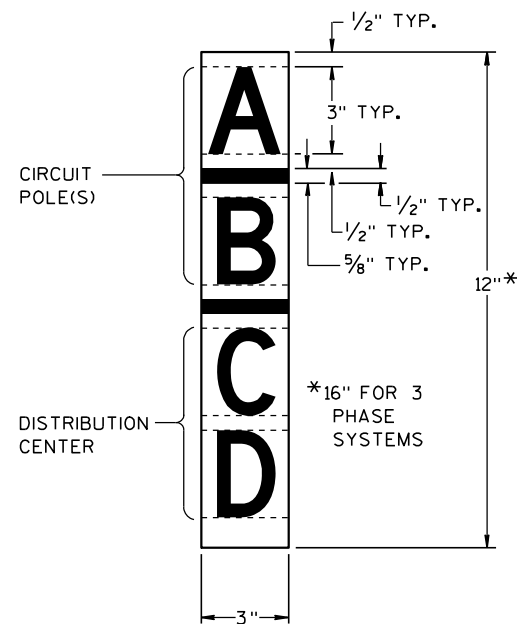 ½" TYP.
A
3" TYP.
CIRCUIT
POLE(S)
½" TYP.
B
½" TYP.
⅝" TYP.
12"*
C
*16" FOR 3
PHASE
SYSTEMS
DISTRIBUTION
CENTER
D
3"